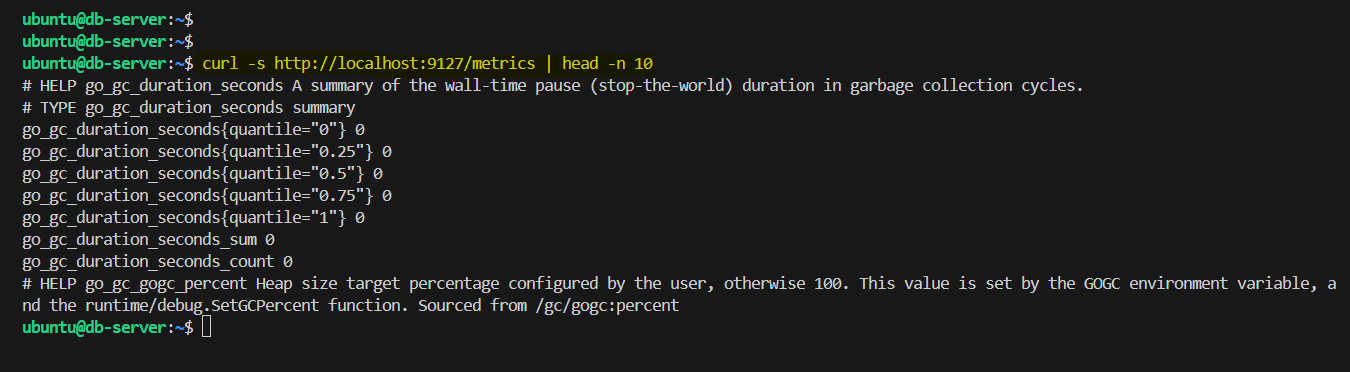 ubuntu@db-server:~$
ubuntu@db-server:~$
ubuntu@db-server:~$ curl -s http://localhost:9127/metrics | head -n 10
# HELP go_gc_duration_seconds A summary of the wall-time pause (stop-the-world) duration in garbage collection cycles.
# TYPE go_gc_duration_seconds summary
go_gc_duration_seconds{quantile="0"} 0
go_gc_duration_seconds{quantile="0.25"} 0
go_gc_duration_seconds{quantile="0.5"} 0
go_gc_duration_seconds{quantile="0.75"} 0
go_gc_duration_seconds{quantile="1"} 0
go_gc_duration_seconds_sum 0
go_gc_duration_seconds_count 0
# HELP go_gc_gogc_percent Heap size target percentage configured by the user, otherwise 100. This value is set by the GOGC environment variable, a
nd the runtime/debug.SetGCPercent function. Sourced from /gc/gogc:percent
ubuntu@db-server:~$